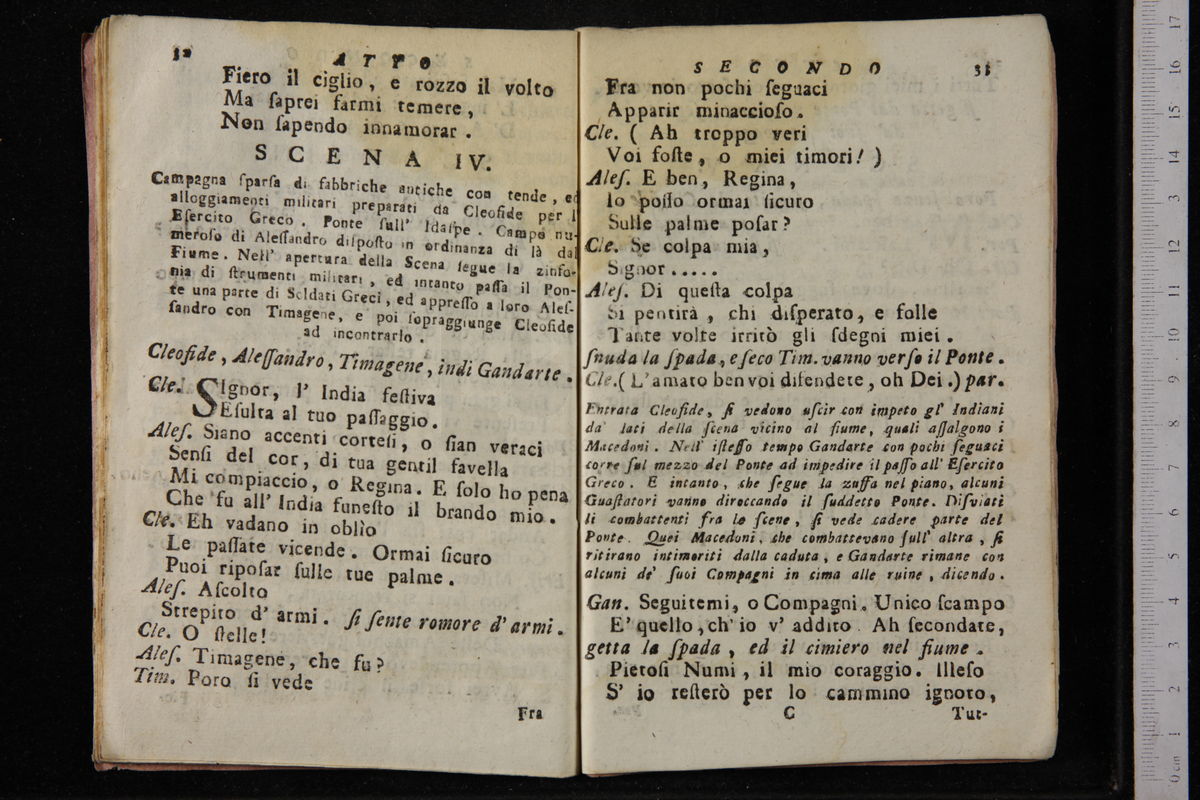 32
ATTO
Fiero il ciglio, e rozzo il volto
Ma ſaprei farmi temere,
Non ſapendo innamorar.
SCENA IV.
Campagna ſparſa di fabbriche antiche con tende, ed
alloggiamenti militari preparati da Cleofide per l'
Eſercito Greco. Ponte ſull' Idaſpe. Campo nu-
meroſo di Aleſſandro diſpoſto in ordinanza di là dal
Fiume. Nell' apertura della Scena ſegue la zinfo-
nia di ſtrumenti militari, ed intanto paſſa il Pon-
te una parte di Soldati Greci, ed appreſſo a loro Aleſ-
ſandro con Timagene, e poi ſopraggiunge Cleofide
ad incontrarlo.
Cleofide, Aleſſandro, Timagene, indi Gandarte.
Cle. SIgnor, l' India feſtiva
Eſulta al tuo paſſaggio.
Aleſ. Siano accenti corteſi, o ſian veraci
Senſi del cor, di tua gentil favella
Mi compiaccio, o Regina. E ſolo ho pena
Che fu all' India funeſto il brando mio.
Cle. Eh vadano in oblìo
Le paſſate vicende. Ormai ſicuro
Puoi ripoſar ſulle tue palme.
Aleſ. Aſcolto
Strepito d' armi. ſi ſente romore d' armi.
Cle. O ſtelle!
Aleſ. Timagene, che fu?
Tim. Poro ſi vede
Fra
SECONDO
33
Fra non pochi ſeguaci
Apparir minaccioſo.
Cle. ( Ah troppo veri
Voi foſte, o miei timori! )
Aleſ. E ben, Regina,
Io poſſo ormai ſicuro
Sulle palme poſar?
Cle. Se colpa mia,
Signor.....
Aleſ. Di queſta colpa
Si pentirà, chi diſperato, e folle
Tante volte irritò gli ſdegni miei.
ſnuda la ſpada, e ſeco Tim. vanno verſo il Ponte.
Cle. ( L' amato ben voi difendete, oh Dei.) par.
Entrata Cleofide, ſi vedono uſcir con impeto gl' Indiani
da' lati della ſcena vicino al fiume, quali aſſalgono i
Macedoni. Nell' iſteſſo tempo Gandarte con pochi ſeguaci
corre ſul mezzo del Ponte ad impedire il paſſo all' Eſercito
Greco. E intanto, che ſegue la zuffa nel piano, alcuni
Guaſtatori vanno diroccando il ſuddetto Ponte. Diſviati
li combattenti fra le ſcene, ſi vede cadere parte del
Ponte. Quei Macedoni, che combattevano ſull' altra, ſi
ritirano intimoriti dalla caduta, e Gandarte rimane con
alcuni de' ſuoi Compagni in cima alle ruine, dicendo.
Gan. Seguitemi, o Compagni. Unico ſcampo
E' quello, ch' io v' addito. Ah ſecondate,
getta la ſpada, ed il cimiero nel fiume.
Pietoſi Numi, il mio coraggio. Illeſo
S' io reſterò per lo cammino ignoto,
C
Tut-